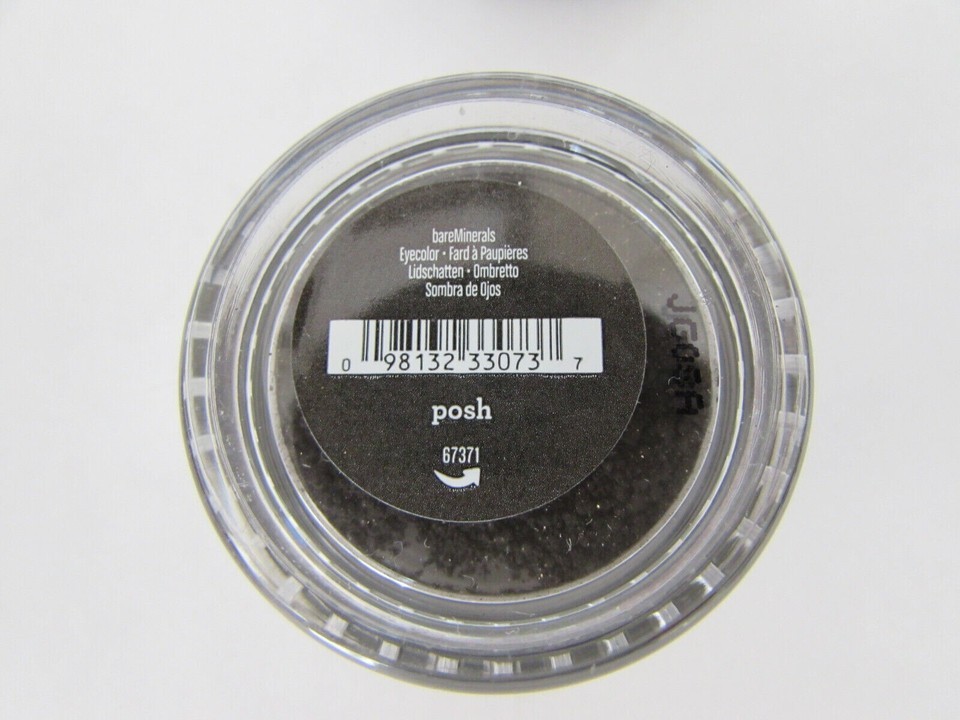 bareMinerals
Eyecolor • Fard à Paupières
Lidschatten • Ombretto
Sombra de Ojos
0 98132 33073 7
posh
67371